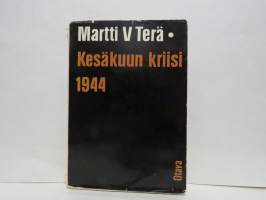 Martti V Terä •
Kesäkuun kriisi
1944
Otava